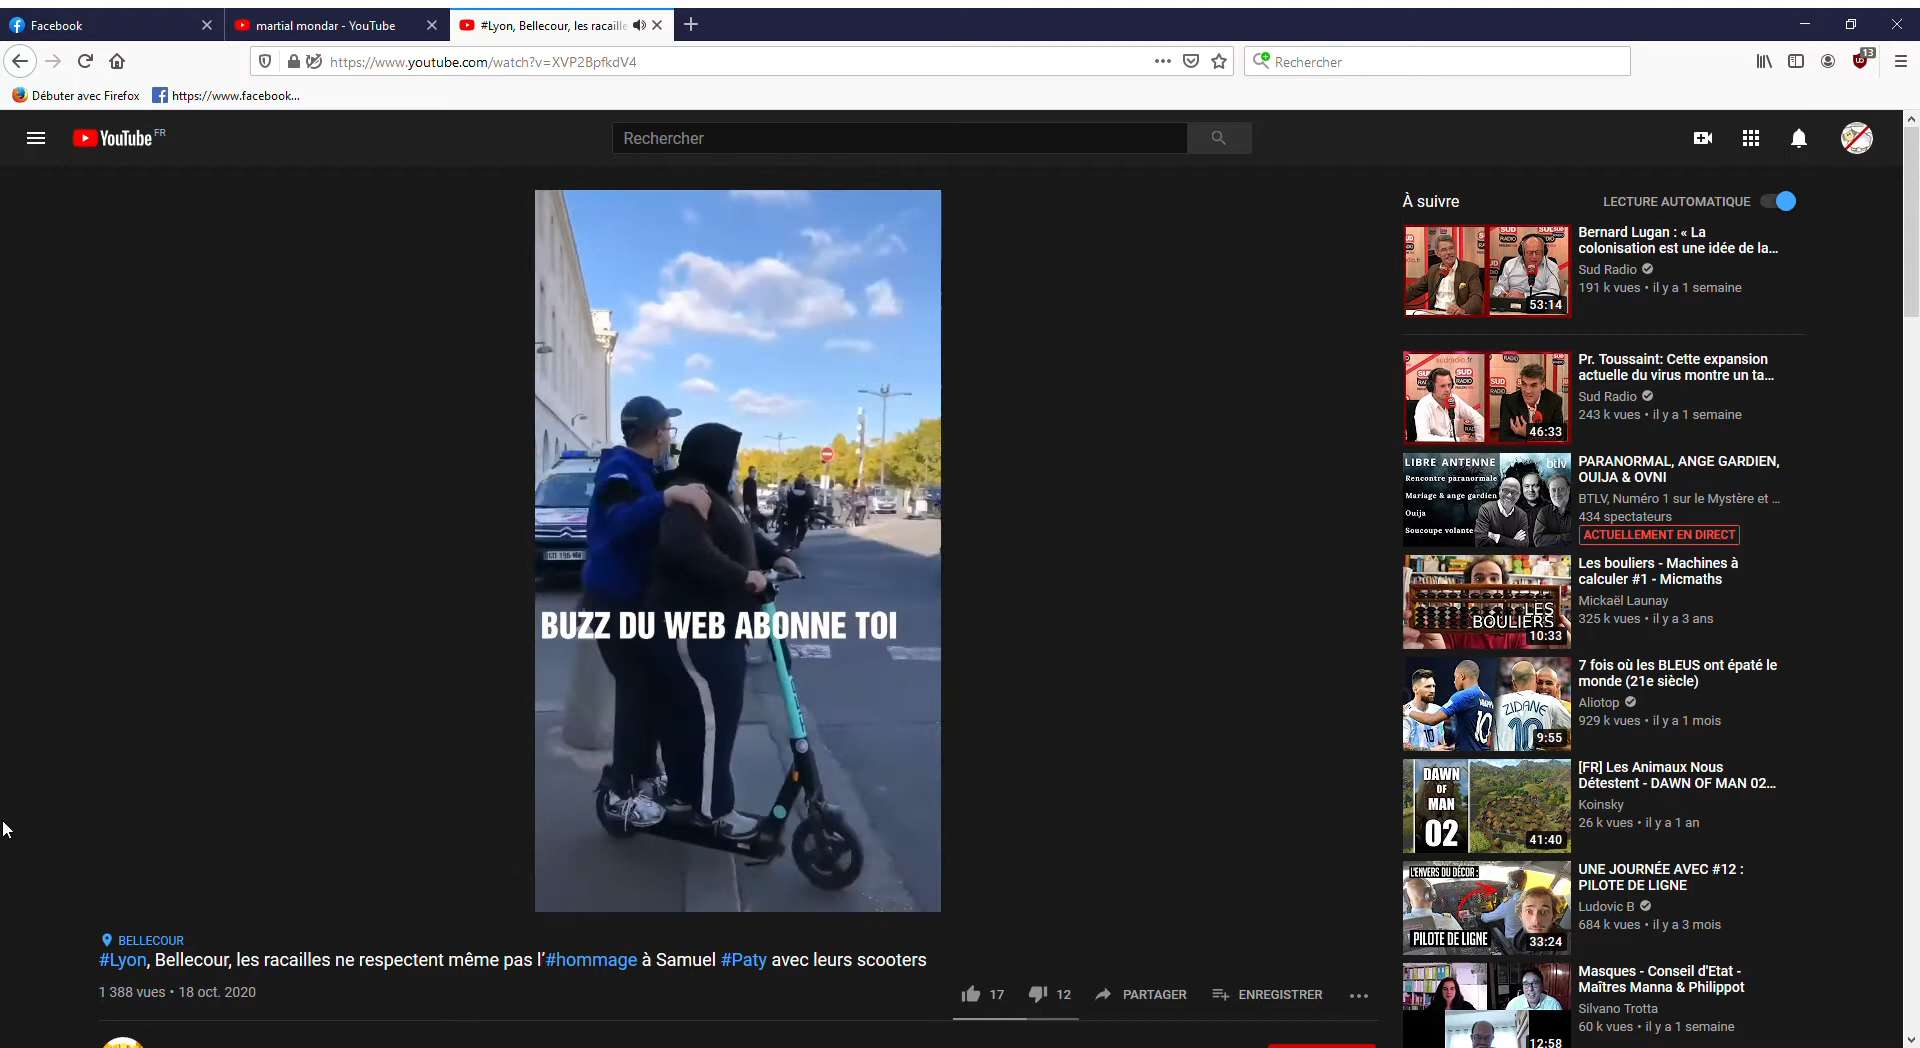 Facebook
martial mondar - YouTube
#Lyon, Bellecour, les racaille
https://www.youtube.com/watch?v=XVP2BpfkdV4
Rechercher
13
Débuter avec Firefox
https://www.facebook...
YouTube FR
Rechercher
BUZZ DU WEB ABONNE TOI
BELLECOUR
#Lyon, Bellecour, les racailles ne respectent même pas l'#hommage à Samuel #Paty avec leurs scooters
1 388 vues • 18 oct. 2020
17
12
PARTAGER
ENREGISTRER
À suivre
LECTURE AUTOMATIQUE
53:14
Bernard Lugan : « La
colonisation est une idée de la...
Sud Radio
191 k vues • il y a 1 semaine
46:33
Pr. Toussaint: Cette expansion
actuelle du virus montre un ta...
Sud Radio
243 k vues • il y a 1 semaine
LIBRE ANTENNE
btlv
Rencontre paranormale
Mariage & ange gardien
Ouija
Soucoupe volante
PARANORMAL, ANGE GARDIEN,
OUIJA & OVNI
BTLV, Numéro 1 sur le Mystère et ...
434 spectateurs
ACTUELLEMENT EN DIRECT
LES
BOULIERS
10:33
Les bouliers - Machines à
calculer #1 - Micmaths
Mickaël Launay
325 k vues • il y a 3 ans
ZIDANE
10
10
10
9:55
7 fois où les BLEUS ont épaté le
monde (21e siècle)
Aliotop
929 k vues • il y a 1 mois
DAWN
OF
MAN
02
41:40
[FR] Les Animaux Nous
Détestent - DAWN OF MAN 02...
Koinsky
26 k vues • il y a 1 an
L'ENVERS DU DÉCOR :
PILOTE DE LIGNE
33:24
UNE JOURNÉE AVEC #12 :
PILOTE DE LIGNE
Ludovic B
684 k vues • il y a 3 mois
12:58
Masques - Conseil d'Etat -
Maîtres Manna & Philippot
Silvano Trotta
60 k vues • il y a 1 semaine